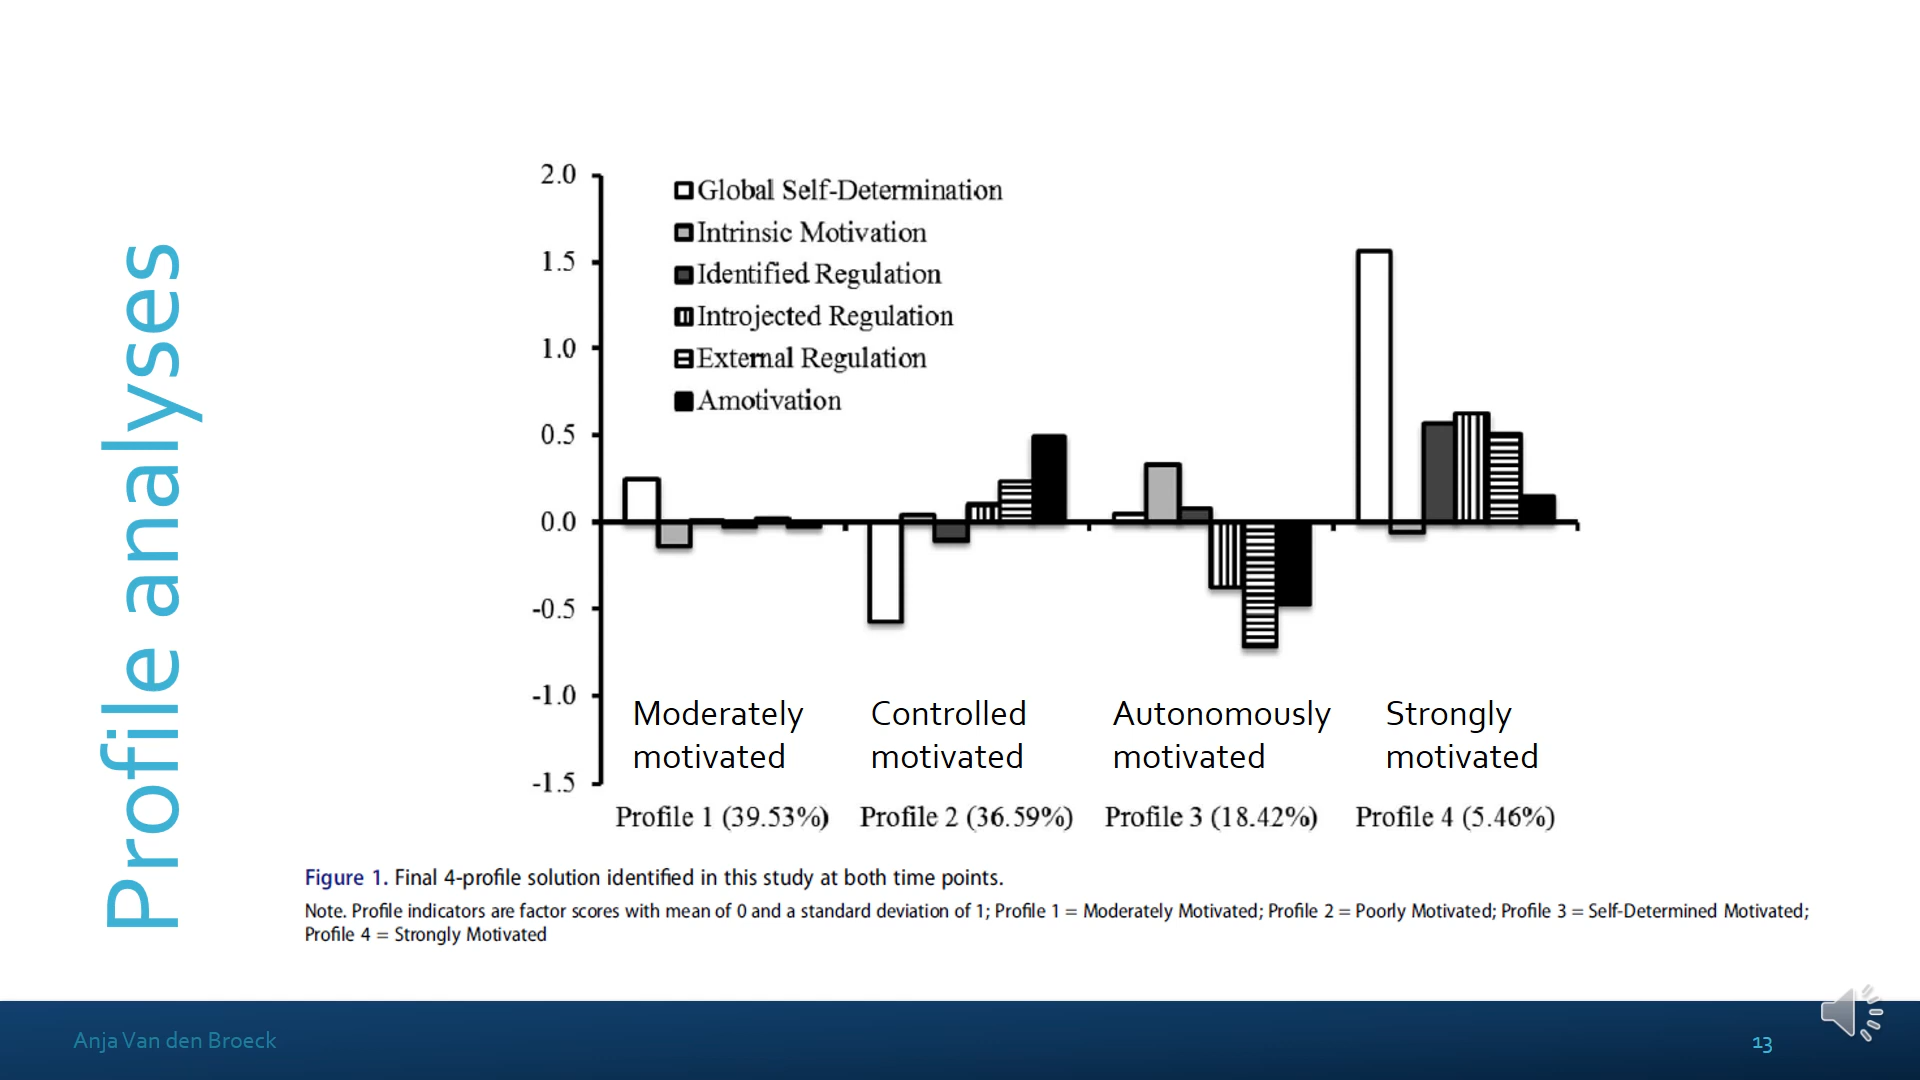 Profile analyses
2.0
1.5
1.0
0.5
0.0
-0.5
-1.0
-1.5
Global Self-Determination
Intrinsic Motivation
Identified Regulation
Introjected Regulation
External Regulation
Amotivation
Moderately
motivated
Controlled
motivated
Autonomously
motivated
Strongly
motivated
Profile 1 (39.53%)
Profile 2 (36.59%)
Profile 3 (18.42%)
Profile 4 (5.46%)
Figure 1. Final 4-profile solution identified in this study at both time points.
Note. Profile indicators are factor scores with mean of 0 and a standard deviation of 1; Profile 1 = Moderately Motivated; Profile 2 = Poorly Motivated; Profile 3 = Self-Determined Motivated;
Profile 4 = Strongly Motivated
Anja Van den Broeck
13